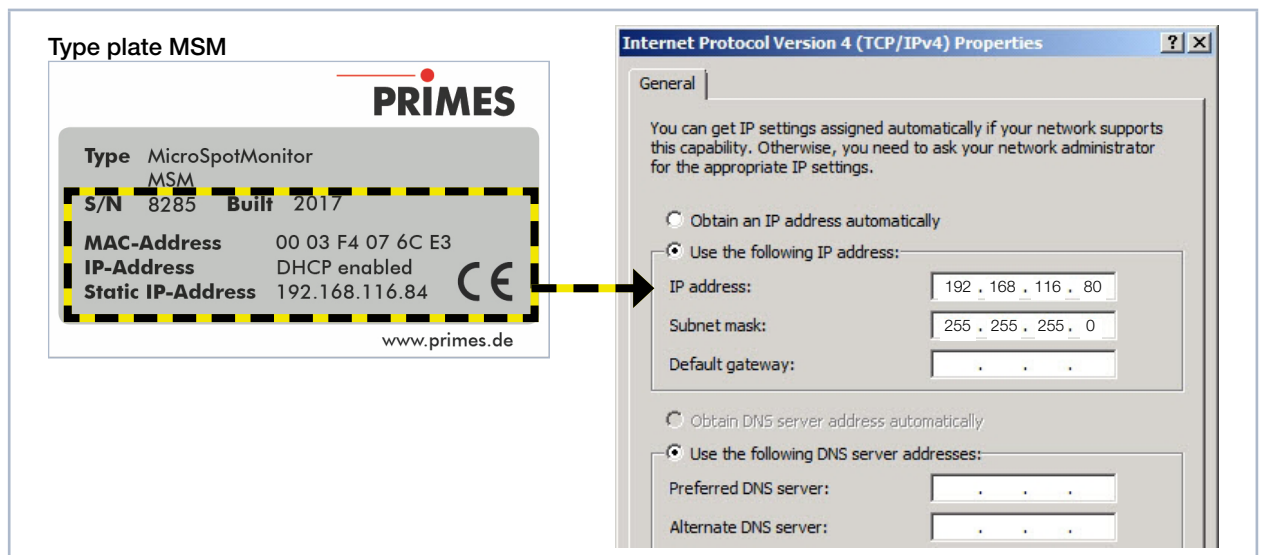 Type plate MSM
PRIMES
Type MicroSpotMonitor
MSM
S/N 8285 Built 2017
MAC-Address 00 03 F4 07 6C E3
IP-Address DHCP enabled
Static IP-Address 192.168.116.84
CE
www.primes.de
Internet Protocol Version 4 (TCP/IPv4) Properties ? X
General
You can get IP settings assigned automatically if your network supports
this capability. Otherwise, you need to ask your network administrator
for the appropriate IP settings.
Obtain an IP address automatically
Use the following IP address:
IP address: 192 . 168 . 116 . 80
Subnet mask: 255 . 255 . 255 . 0
Default gateway: . . .
Obtain DNS server address automatically
Use the following DNS server addresses:
Preferred DNS server: . . .
Alternate DNS server: . . .